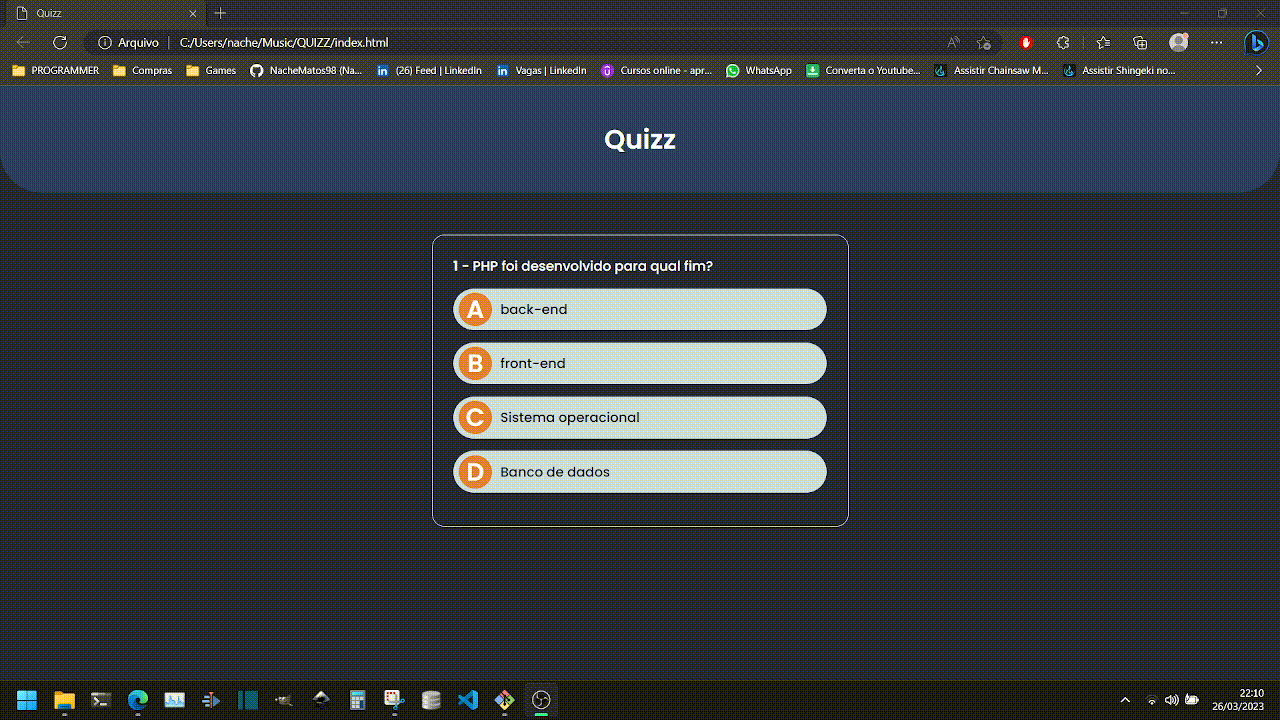 Quizz
Arquivo C:/Users/nache/Music/QUIZZ/index.html
PROGRAMMER Compras Games NacheMatos98 (Na... (26) Feed | LinkedIn Vagas | LinkedIn Cursos online - apr... WhatsApp Converta o Youtube... Assistir Chainsaw M... Assistir Shingeki no...
Quizz
1 - PHP foi desenvolvido para qual fim?
A back-end
B front-end
C Sistema operacional
D Banco de dados
22:10
26/03/2023